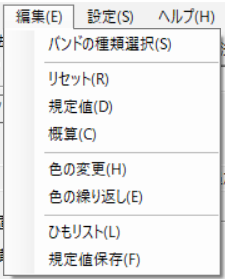 編集(E) 設定(S) ヘルプ(H)
バンドの種類選択(S)
リセット(R)
規定値(D)
概算(C)
色の変更(H)
色の繰り返し(E)
ひもリスト(L)
規定値保存(F)